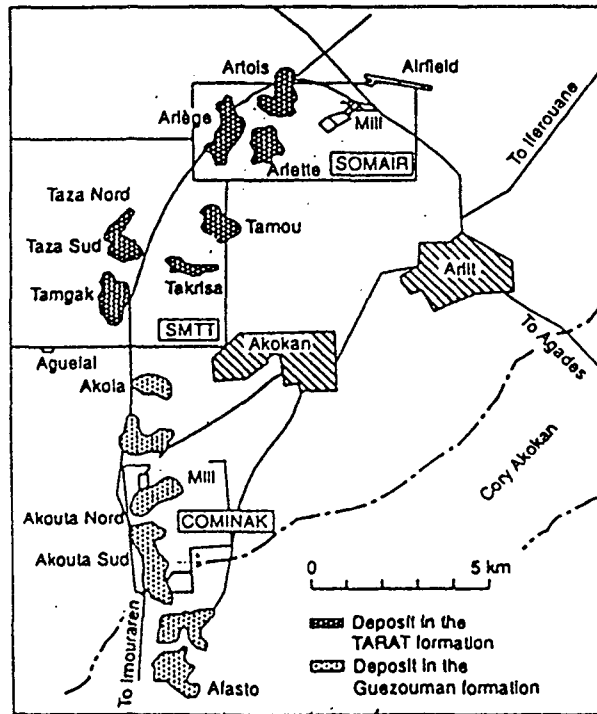 Artois
Airfield
Ariège
Mill
Arlette
SOMAIR
To Iferouane
Taza Nord
Taza Sud
Tamou
Takrisa
Tamgak
SMTT
Arlit
Akokan
To Agades
Aguelal
Akola
Mill
Akouta Nord
COMINAK
Akouta Sud
Cory Akokan
0 5 km
To Imouraren
Deposit in the
TARAT formation
Deposit in the
Guezouman formation
Afasto